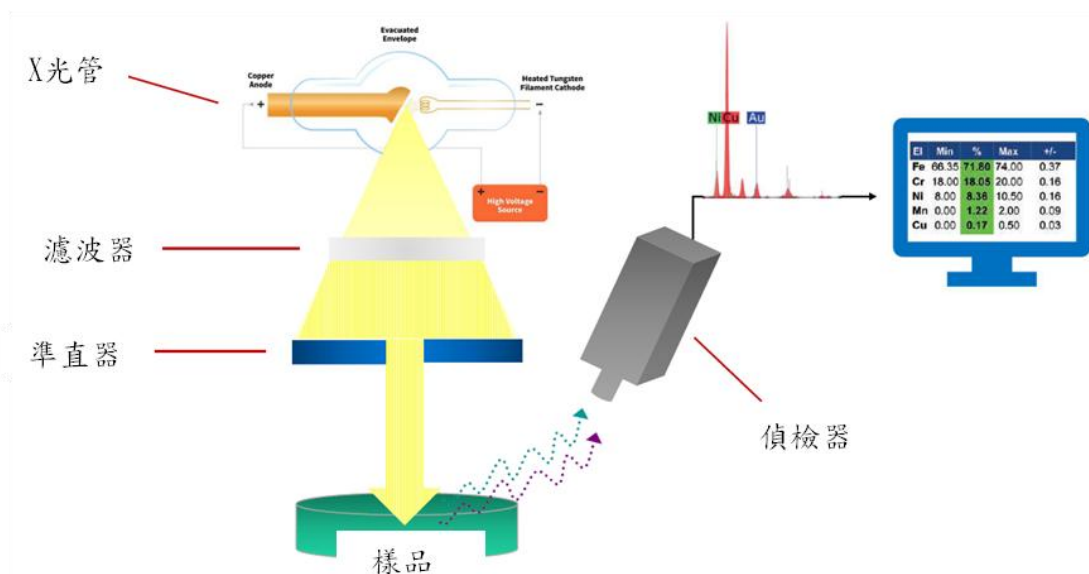 Evacuated
Envelope
X光管
Copper
Anode
Heated Tungsten
Filament Cathode
+
−
+ −
High Voltage
Source
濾波器
準直器
樣品
偵檢器
Ni Cu Au
El Min % Max +/-
Fe 66.35 71.80 74.00 0.37
Cr 18.00 18.05 20.00 0.16
Ni 8.00 8.36 10.50 0.16
Mn 0.00 1.22 2.00 0.09
Cu 0.00 0.17 0.50 0.03